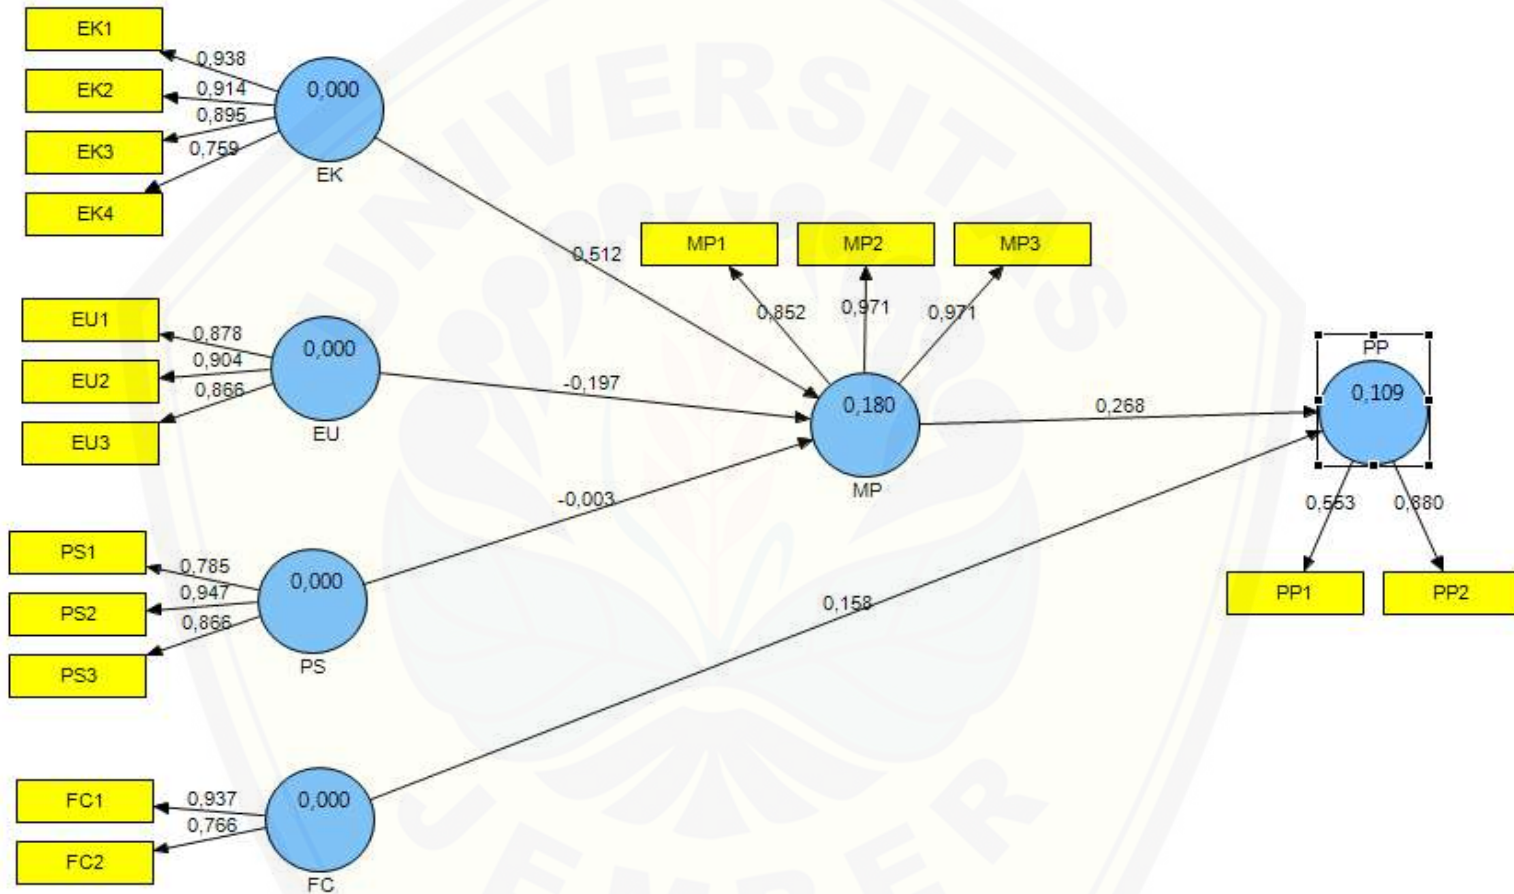 EK1
0,938
EK2
0,914
EK3
0,895
EK4
0,759
0,000
EK
0,512
EU1
0,878
EU2
0,904
EU3
0,866
0,000
EU
-0,197
PS1
0,785
PS2
0,947
PS3
0,866
0,000
PS
-0,003
FC1
0,937
FC2
0,766
0,000
FC
0,158
MP1
MP2
MP3
0,852
0,971
0,971
0,180
MP
0,268
PP
0,109
0,553
0,880
PP1
PP2
UNIVERSITAS
JEMBER